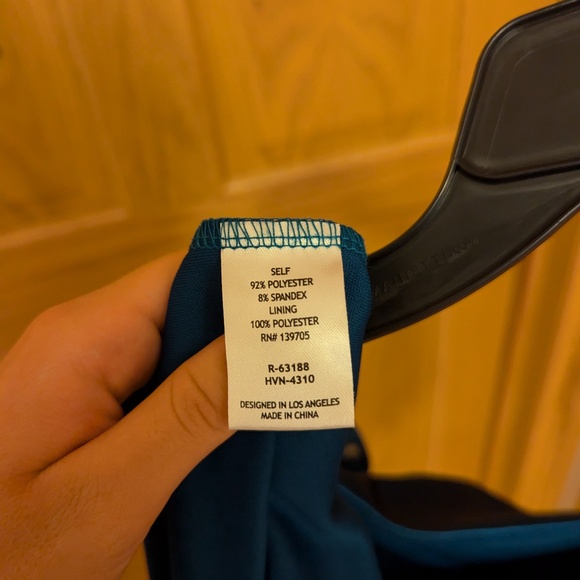 SELF
92% POLYESTER
8% SPANDEX
LINING
100% POLYESTER
RN# 139705
R-63188
HVN-4310
DESIGNED IN LOS ANGELES
MADE IN CHINA